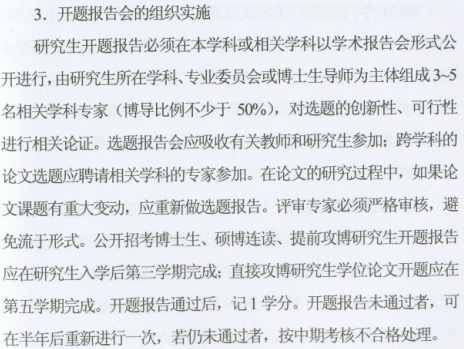 3. 开题报告会的组织实施
研究生开题报告必须在本学科或相关学科以学术报告会形式公
开进行,由研究生所在学科、专业委员会或博士生导师为主体组成 3~5
名相关学科专家（博导比例不少于 50%），对选题的创新性、可行性
进行相关论证。选题报告会应吸收有关教师和研究生参加；跨学科的
论文选题应聘请相关学科的专家参加。在论文的研究过程中，如果论
文课题有重大变动，应重新做选题报告。评审专家必须严格审核，避
免流于形式。公开招考博士生、硕博连读、提前攻博研究生开题报告
应在研究生入学后第三学期完成；直接攻博研究生学位论文开题应在
第五学期完成。开题报告通过后，记 1 学分。开题报告未通过者，可
在半年后重新进行一次，若仍未通过者，按中期考核不合格处理。